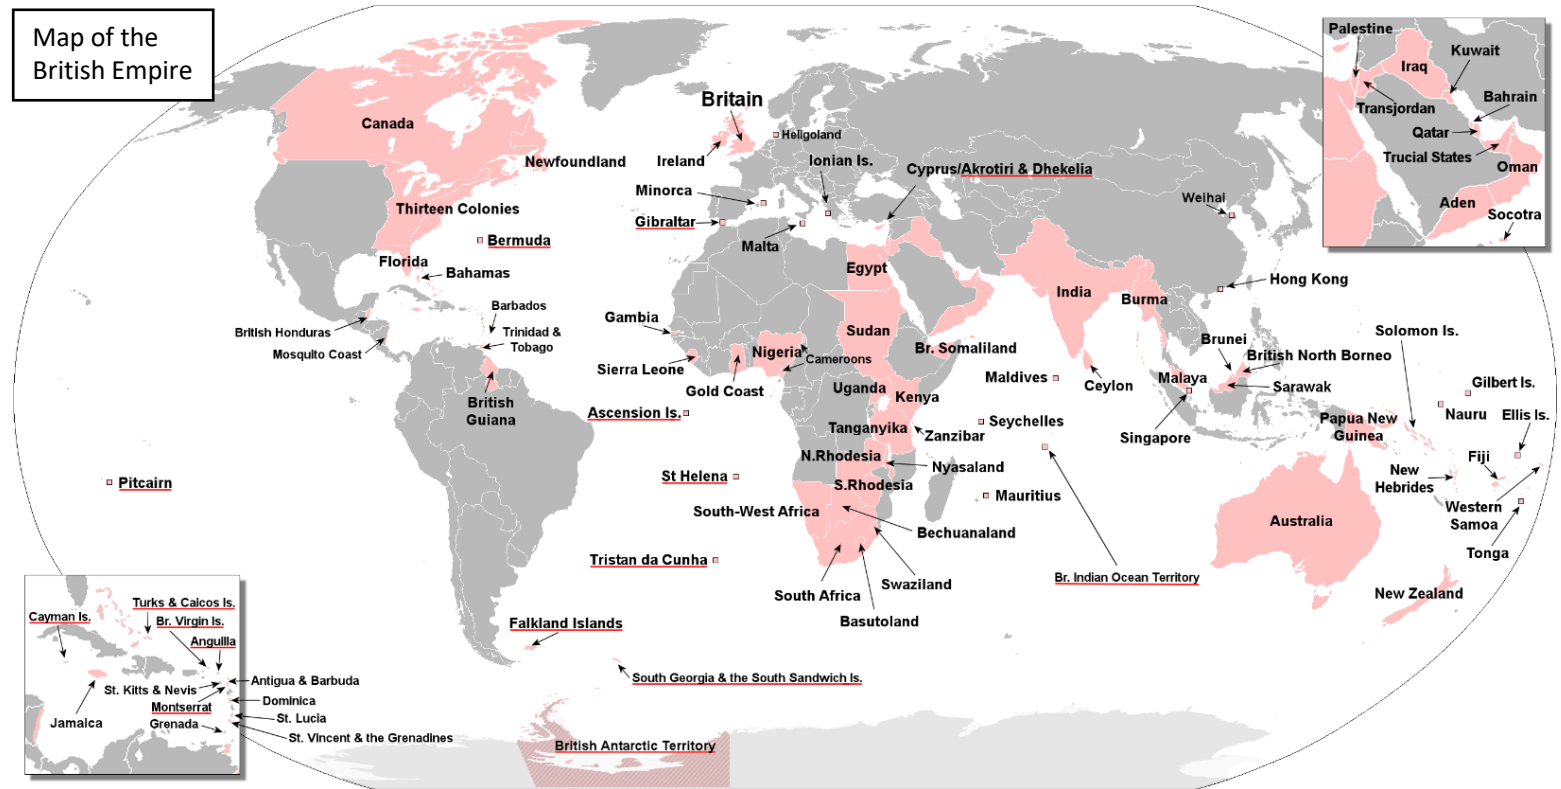 Map of the
British Empire
Canada
Newfoundland
Thirteen Colonies
Bermuda
Florida
Bahamas
Barbados
Trinidad &
Tobago
British Honduras
Mosquito Coast
British
Guiana
Pitcairn
Britain
Ireland
Heligoland
Ionian Is.
Minorca
Gibraltar
Malta
Cyprus/Akrotiri & Dhekelia
Weihai
Hong Kong
Egypt
Sudan
Gambia
Sierra Leone
Gold Coast
Nigeria
Cameroons
Br. Somaliland
Uganda
Kenya
Tanganyika
Zanzibar
N.Rhodesia
Nyasaland
S.Rhodesia
South-West Africa
Bechuanaland
Swaziland
South Africa
Basutoland
Ascension Is.
St Helena
Tristan da Cunha
Falkland Islands
South Georgia & the South Sandwich Is.
British Antarctic Territory
India
Burma
Ceylon
Maldives
Seychelles
Mauritius
Br. Indian Ocean Territory
Malaya
Singapore
Brunei
British North Borneo
Sarawak
Papua New
Guinea
Solomon Is.
Gilbert Is.
Nauru
Ellis Is.
Fiji
New
Hebrides
Western
Samoa
Tonga
Australia
New Zealand
Palestine
Iraq
Kuwait
Transjordan
Bahrain
Qatar
Trucial States
Oman
Aden
Socotra
Turks & Caicos Is.
Cayman Is.
Br. Virgin Is.
Anguilla
Antigua & Barbuda
St. Kitts & Nevis
Montserrat
Dominica
Jamaica
St. Lucia
Grenada
St. Vincent & the Grenadines